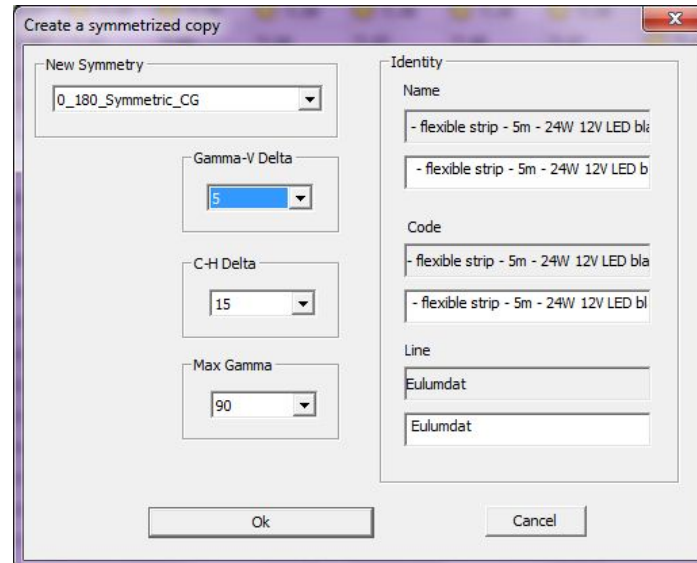 Create a symmetrized copy
New Symmetry
0_180_Symmetric_CG
Gamma-V Delta
5
C-H Delta
15
Max Gamma
90
Identity
Name
- flexible strip - 5m - 24W 12V LED bla
- flexible strip - 5m - 24W 12V LED b
Code
- flexible strip - 5m - 24W 12V LED bla
- flexible strip - 5m - 24W 12V LED bl
Line
Eulumdat
Eulumdat
Ok
Cancel